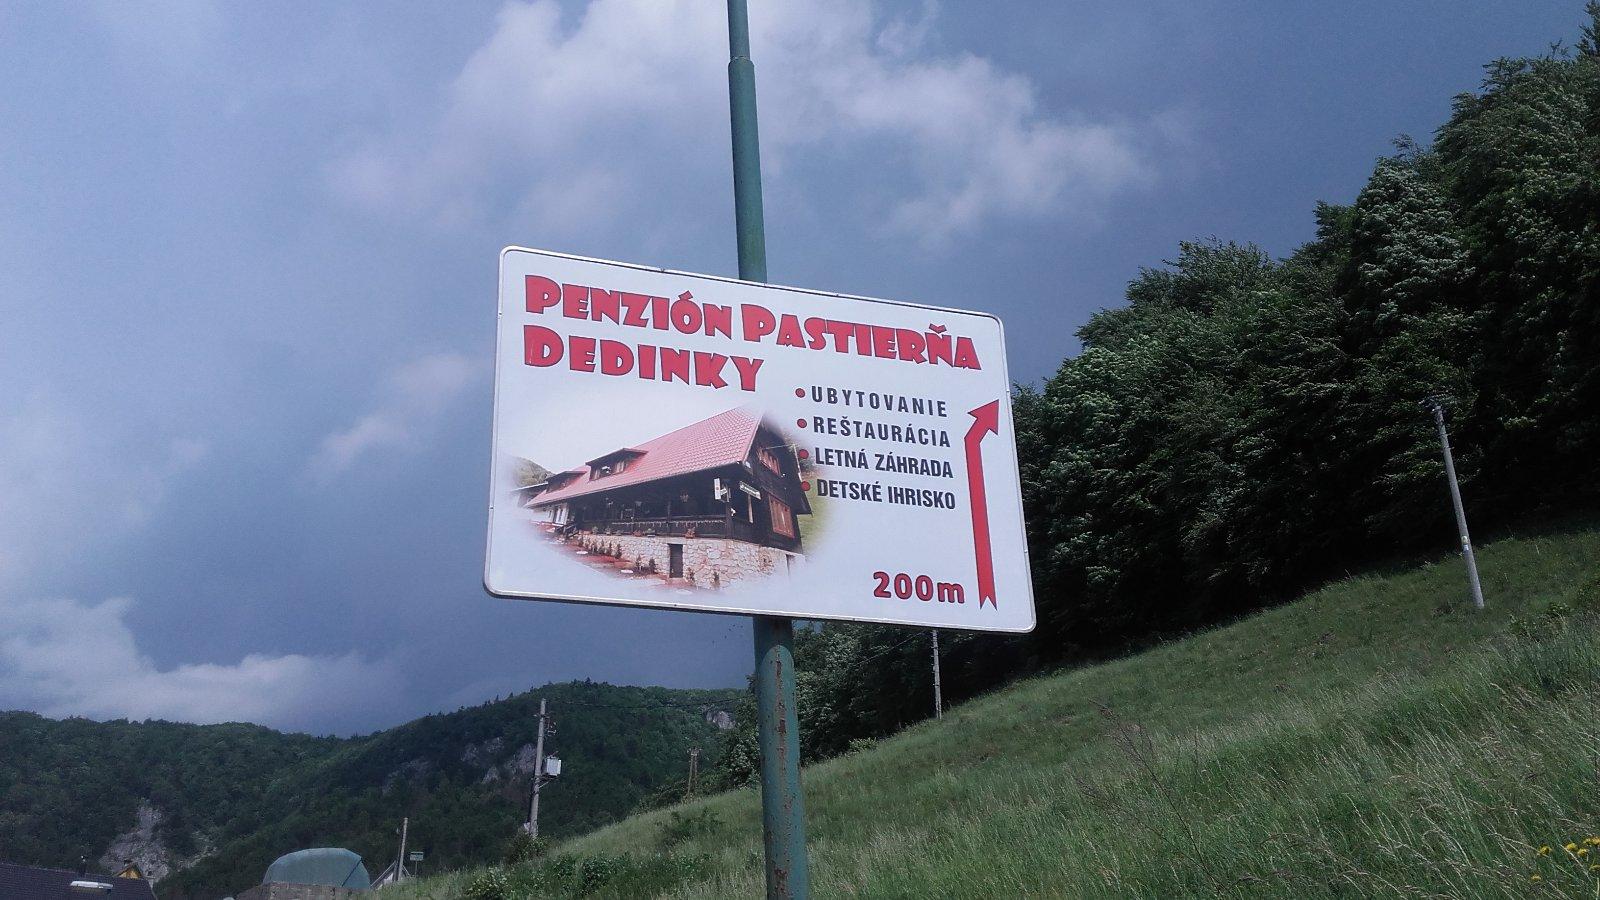 PENZIÓN PASTIERŇA
DEDINKY
• UBYTOVANIE
• REŠTAURÁCIA
• LETNÁ ZÁHRADA
• DETSKÉ IHRISKO
200m